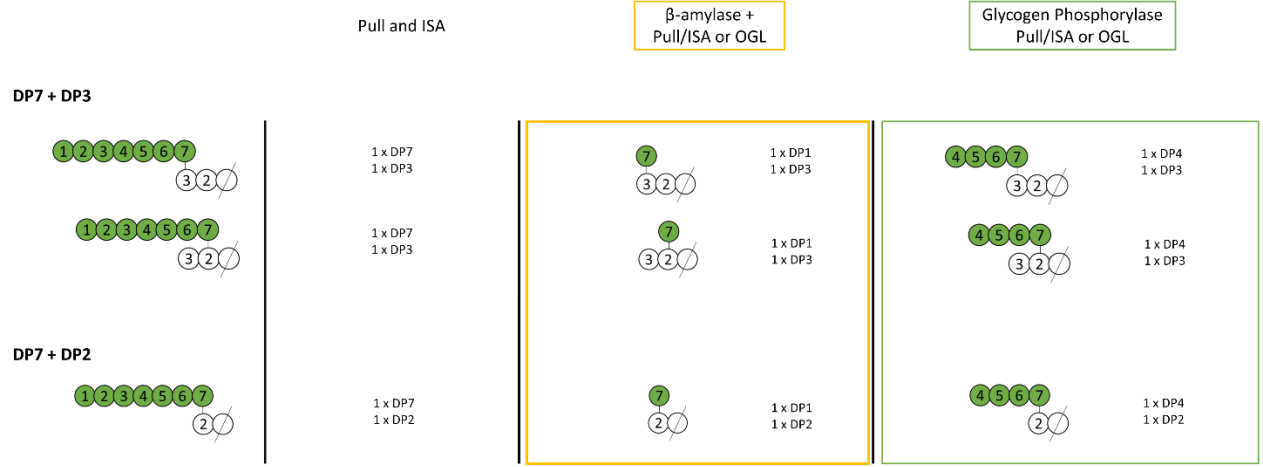 Pull and ISA
β-amylase +
Pull/ISA or OGL
Glycogen Phosphorylase
Pull/ISA or OGL
DP7 + DP3
1 2 3 4 5 6 7
3 2
1 x DP7
1 x DP3
7
3 2
1 x DP1
1 x DP3
4 5 6 7
3 2
1 x DP4
1 x DP3
1 2 3 4 5 6 7
3 2
1 x DP7
1 x DP3
7
3 2
1 x DP1
1 x DP3
4 5 6 7
3 2
1 x DP4
1 x DP3
DP7 + DP2
1 2 3 4 5 6 7
2
1 x DP7
1 x DP2
7
2
1 x DP1
1 x DP2
4 5 6 7
2
1 x DP4
1 x DP2